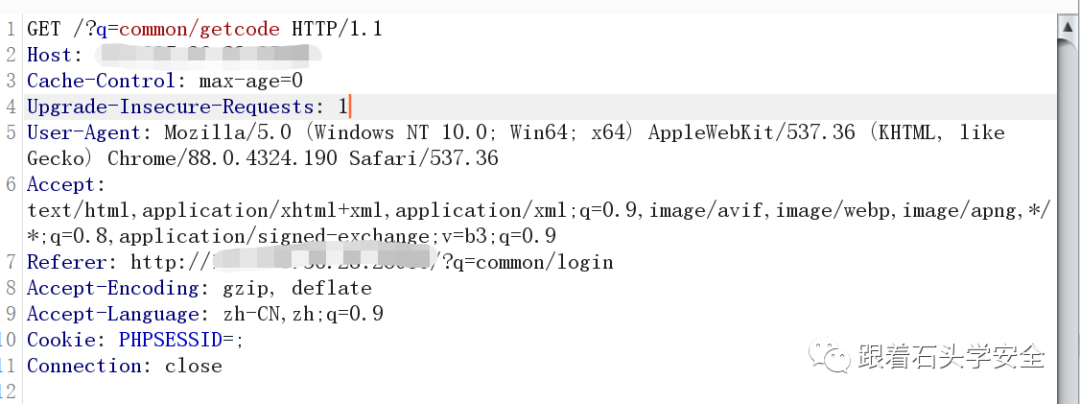 1 GET /?q=common/getcode HTTP/1.1
2 Host:
3 Cache-Control: max-age=0
4 Upgrade-Insecure-Requests: 1
5 User-Agent: Mozilla/5.0 (Windows NT 10.0; Win64; x64) AppleWebKit/537.36 (KHTML, like
Gecko) Chrome/88.0.4324.190 Safari/537.36
6 Accept:
text/html,application/xhtml+xml,application/xml;q=0.9,image/avif,image/webp,image/apng,*/
*;q=0.8,application/signed-exchange;v=b3;q=0.9
7 Referer: http:// /?q=common/login
8 Accept-Encoding: gzip, deflate
9 Accept-Language: zh-CN,zh;q=0.9
10 Cookie: PHPSESSID=;
11 Connection: close
12
跟着石头学安全